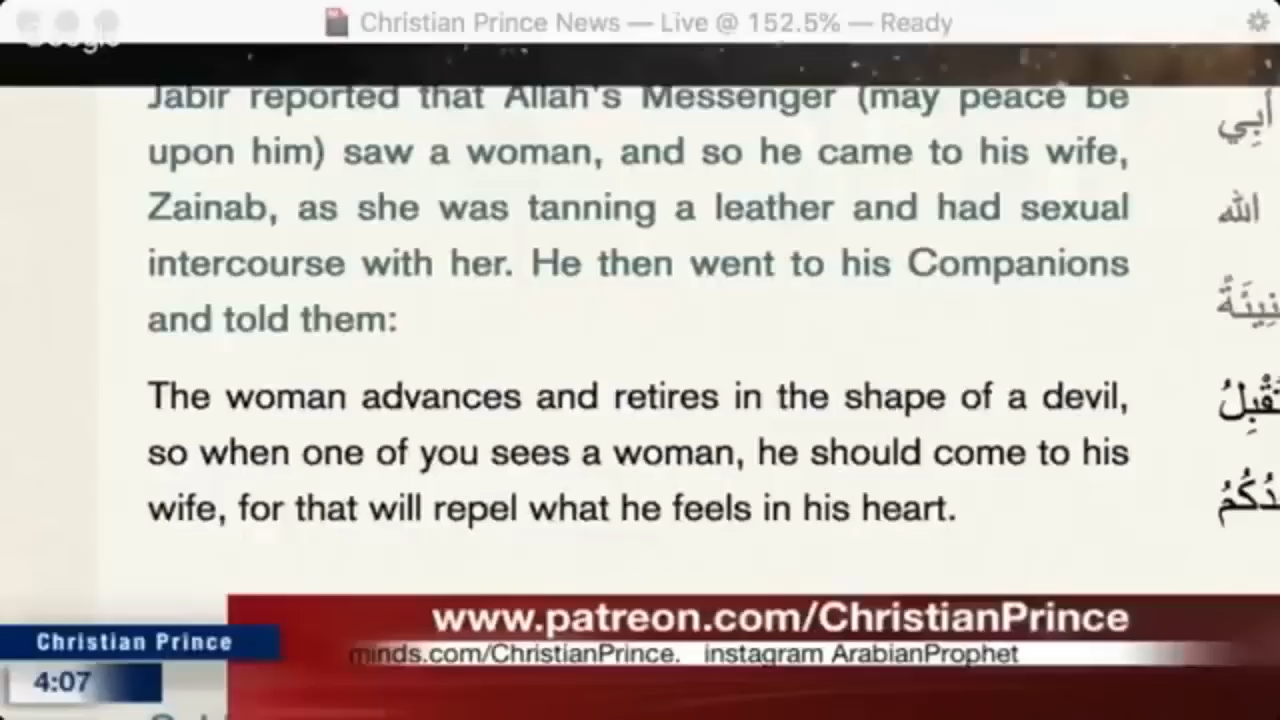 Christian Prince News — Live @ 152.5% — Ready
Google
Jabir reported that Allah's Messenger (may peace be
upon him) saw a woman, and so he came to his wife,
Zainab, as she was tanning a leather and had sexual
intercourse with her. He then went to his Companions
and told them:
The woman advances and retires in the shape of a devil,
so when one of you sees a woman, he should come to his
wife, for that will repel what he feels in his heart.
أَبِي
الله
www.patreon.com/ChristianPrince
minds.com/ChristianPrince. instagram ArabianProphet
Christian Prince
4:07